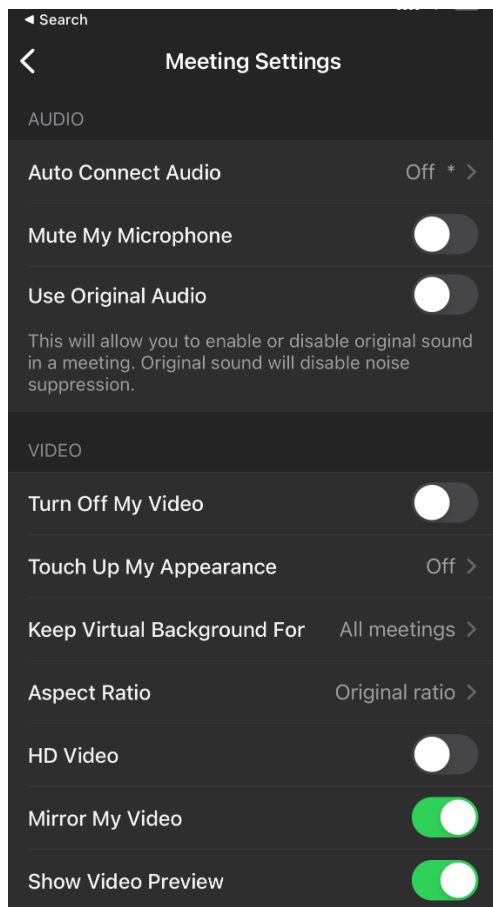 Search
Meeting Settings
AUDIO
Auto Connect Audio Off *
Mute My Microphone
Use Original Audio
This will allow you to enable or disable original sound
in a meeting. Original sound will disable noise
suppression.
VIDEO
Turn Off My Video
Touch Up My Appearance Off
Keep Virtual Background For All meetings
Aspect Ratio Original ratio
HD Video
Mirror My Video
Show Video Preview